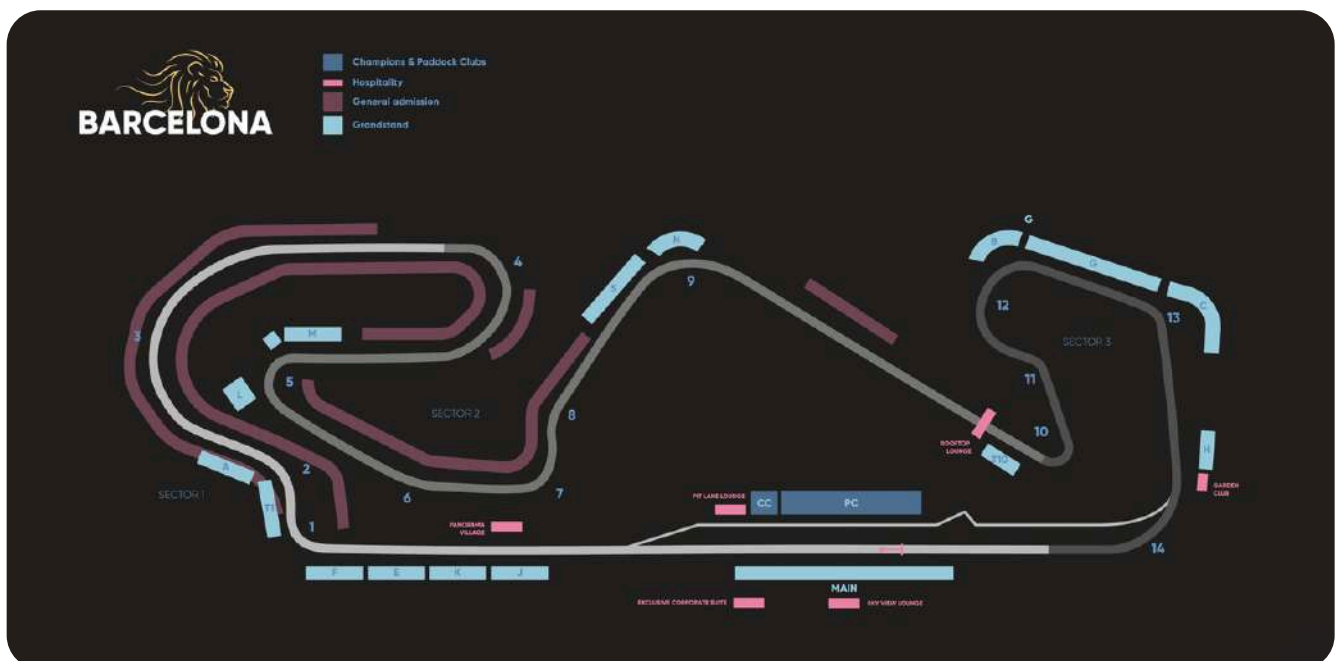 BARCELONA
Champions & Paddock Clubs
Hospitality
General admission
Grandstand
G
N
B
G
S
4
9
12
C
13
3
M
SECTOR 3
5
11
L
SECTOR 2
8
10
ROOFTOP
LOUNGE
H
T10
A
2
SECTOR 1
6
7
GARDEN
CLUB
PIT LANE LOUNGE
CC
PC
T1
1
PANORAMA
VILLAGE
14
F
E
K
J
MAIN
EXCLUSIVE CORPORATE SUITE
SKY VIEW LOUNGE